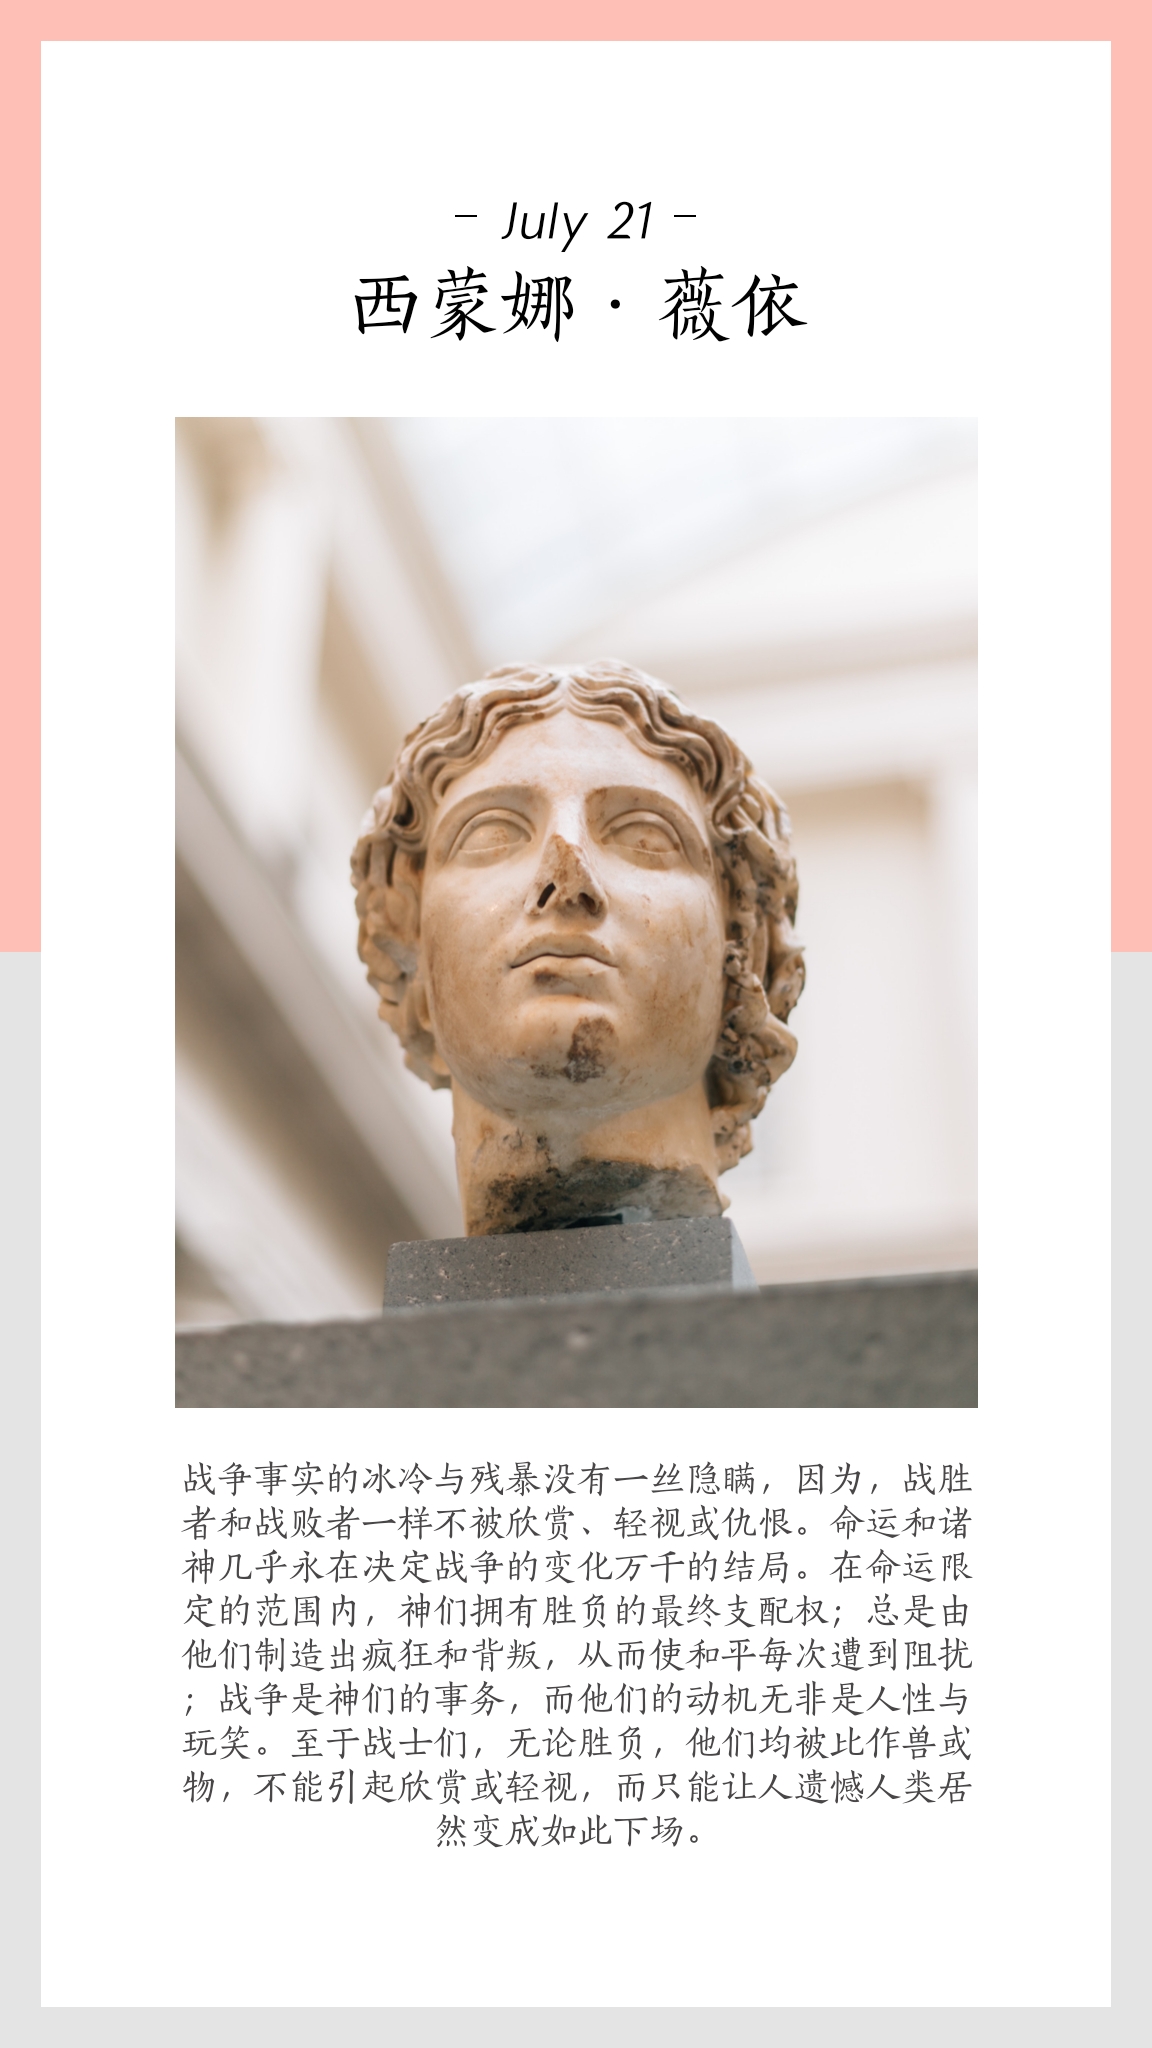 - July 21 -
西蒙娜·薇依
战争事实的冰冷与残暴没有一丝隐瞒，因为，战胜
者和战败者一样不被欣赏、轻视或仇恨。命运和诸
神几乎永在决定战争的变化万千的结局。在命运限
定的范围内，神们拥有胜负的最终支配权；总是由
他们制造出疯狂和背叛，从而使和平每次遭到阻扰
；战争是神们的事务，而他们的动机无非是人性与
玩笑。至于战士们，无论胜负，他们均被比作兽或
物，不能引起欣赏或轻视，而只能让人遗憾人类居
然变成如此下场。